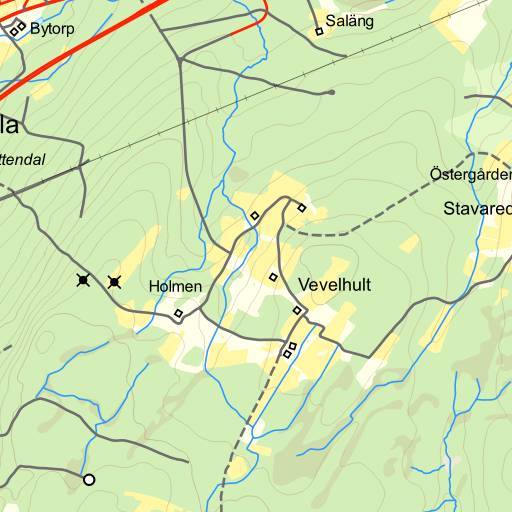 Bytorp
Saläng
la
ttendal
Östergården
Stavared
Holmen
Vevelhult